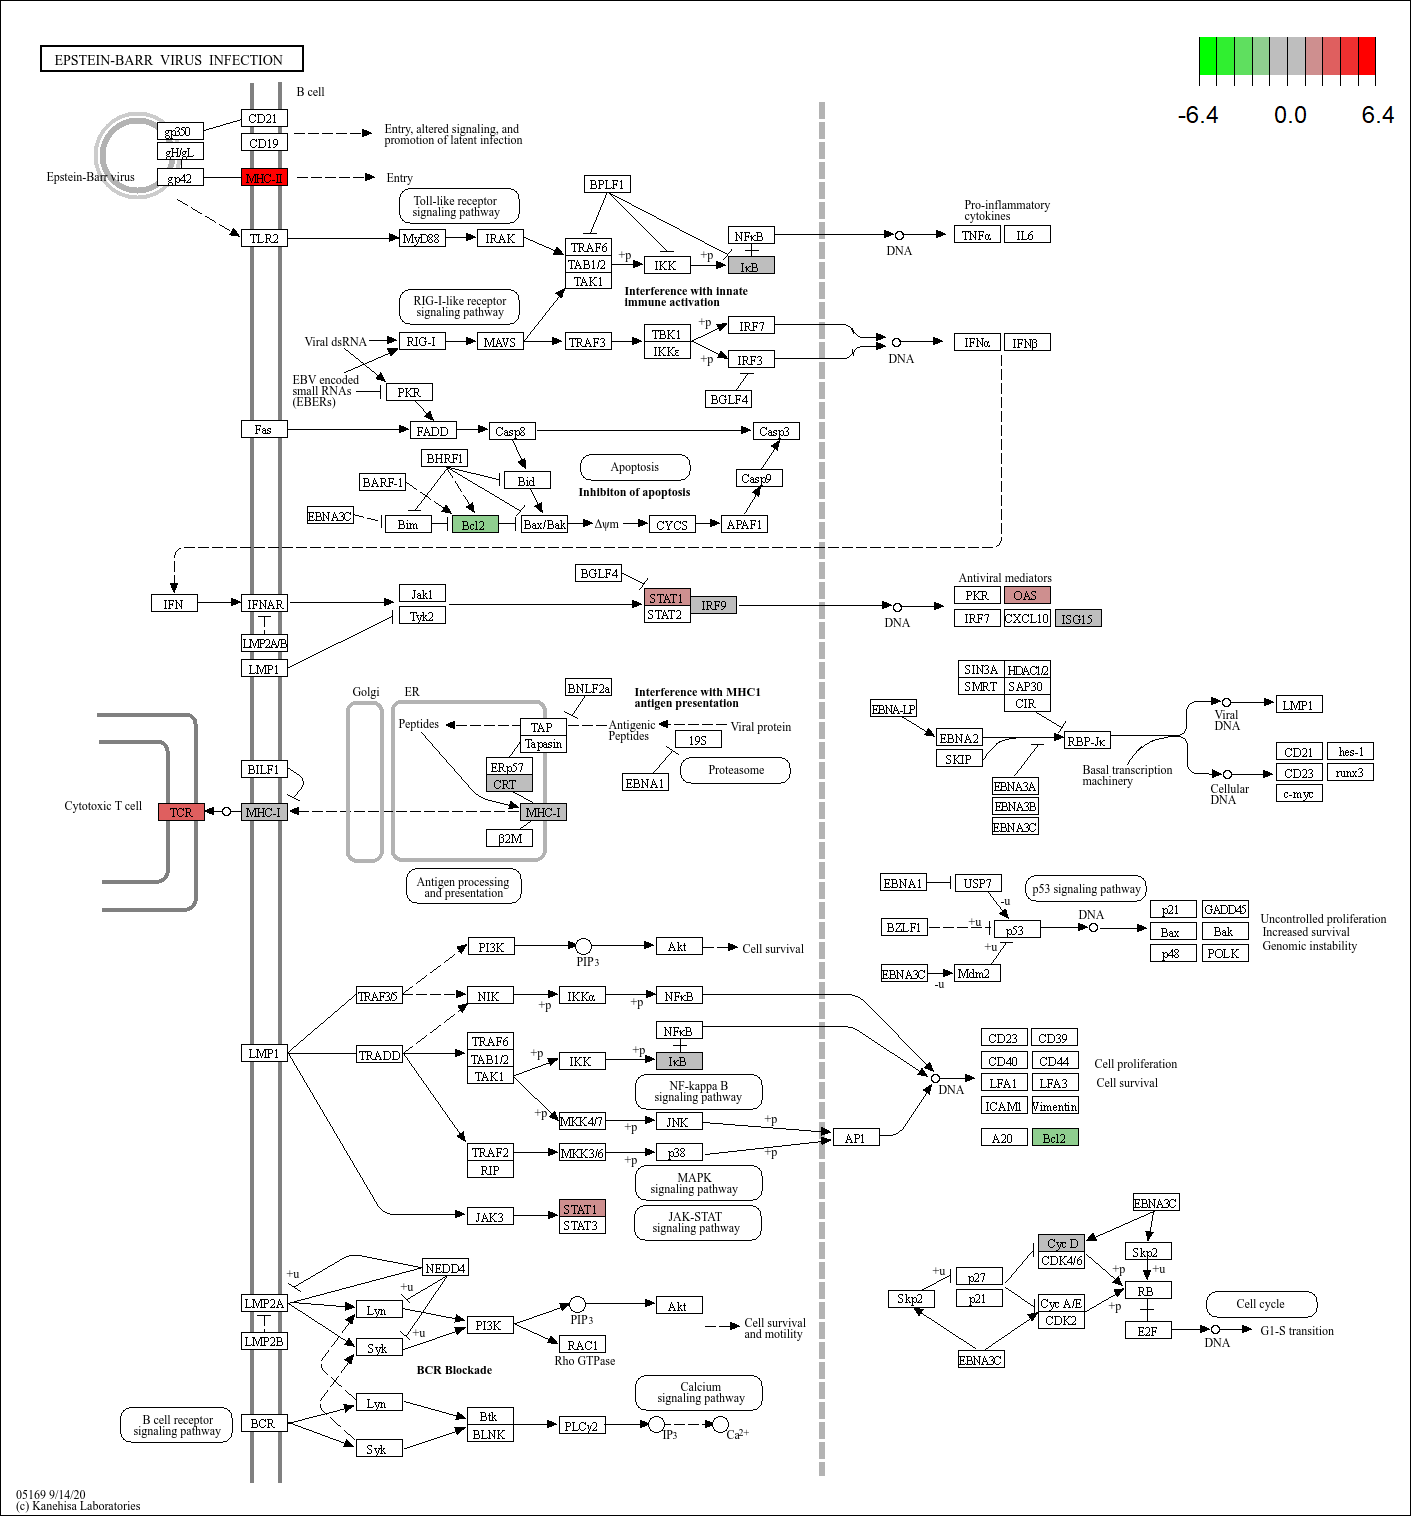 EPSTEIN-BARR VIRUS INFECTION
-6.4 0.0 6.4
B cell
gp350
CD21
gH/gL
CD19
Entry, altered signaling, and
promotion of latent infection
Epstein-Barr virus
gp42
MHC-II
Entry
Toll-like receptor
signaling pathway
BPLF1
TLR2
MyD88
IRAK
TRAF6
TAB1/2
TAK1
+p
IKK
+p
NFκB
IκB
DNA
Pro-inflammatory
cytokines
TNFα
IL6
Interference with innate
immune activation
RIG-I-like receptor
signaling pathway
Viral dsRNA
RIG-I
MAVS
TRAF3
TBK1
IKKε
+p
+p
IRF7
IRF3
BGLF4
DNA
IFNα
IFNβ
EBV encoded
small RNAs
(EBERs)
PKR
Fas
FADD
Casp8
Casp3
BHRF1
Bid
Apoptosis
Casp9
BARF-1
Inhibiton of apoptosis
EBNA3C
Bim
Bcl2
Bax/Bak
Δψm
CYCS
APAF1
BGLF4
IFN
IFNAR
Jak1
Tyk2
STAT1
STAT2
IRF9
DNA
Antiviral mediators
PKR
OAS
IRF7
CXCL10
ISG15
LMP2A/B
LMP1
Golgi
ER
BNLF2a
Interference with MHC1
antigen presentation
Peptides
TAP
Tapasin
Antigenic
Peptides
Viral protein
19S
Proteasome
EBNA1
ERp57
CRT
BILF1
Cytotoxic T cell
TCR
MHC-I
MHC-I
β2M
Antigen processing
and presentation
SIN3A
HDAC1/2
SMRT
SAP30
CIR
EBNA-LP
EBNA2
SKIP
RBP-Jκ
EBNA3A
EBNA3B
EBNA3C
Basal transcription
machinery
Viral
DNA
LMP1
Cellular
DNA
CD21
hes-1
CD23
runx3
c-myc
EBNA1
USP7
p53 signaling pathway
-u
BZLF1
+u
p53
+u
DNA
EBNA3C
-u
Mdm2
p21
GADD45
Bax
Bak
p48
POLK
Uncontrolled proliferation
Increased survival
Genomic instability
PI3K
PIP3
Akt
Cell survival
TRAF3/5
NIK
+p
IKKα
+p
NFκB
LMP1
TRADD
TRAF6
TAB1/2
TAK1
+p
IKK
+p
NFκB
IκB
NF-kappa B
signaling pathway
+p
MKK4/7
+p
JNK
+p
TRAF2
RIP
MKK3/6
+p
p38
+p
AP1
MAPK
signaling pathway
DNA
CD23
CD39
CD40
CD44
LFA1
LFA3
ICAM1
Vimentin
A20
Bcl2
Cell proliferation
Cell survival
JAK3
STAT1
STAT3
JAK-STAT
signaling pathway
EBNA3C
Cyc D
CDK4/6
Skp2
+u
+p
RB
+u
p27
p21
Skp2
Cyc A/E
CDK2
+p
E2F
DNA
Cell cycle
G1-S transition
EBNA3C
NEDD4
+u
+u
+u
LMP2A
LMP2B
Lyn
Syk
PI3K
PIP3
Akt
RAC1
Rho GTPase
Cell survival
and motility
BCR Blockade
Calcium
signaling pathway
B cell receptor
signaling pathway
BCR
Lyn
Syk
Btk
BLNK
PLCγ2
IP3
Ca2+
05169 9/14/20
(c) Kanehisa Laboratories